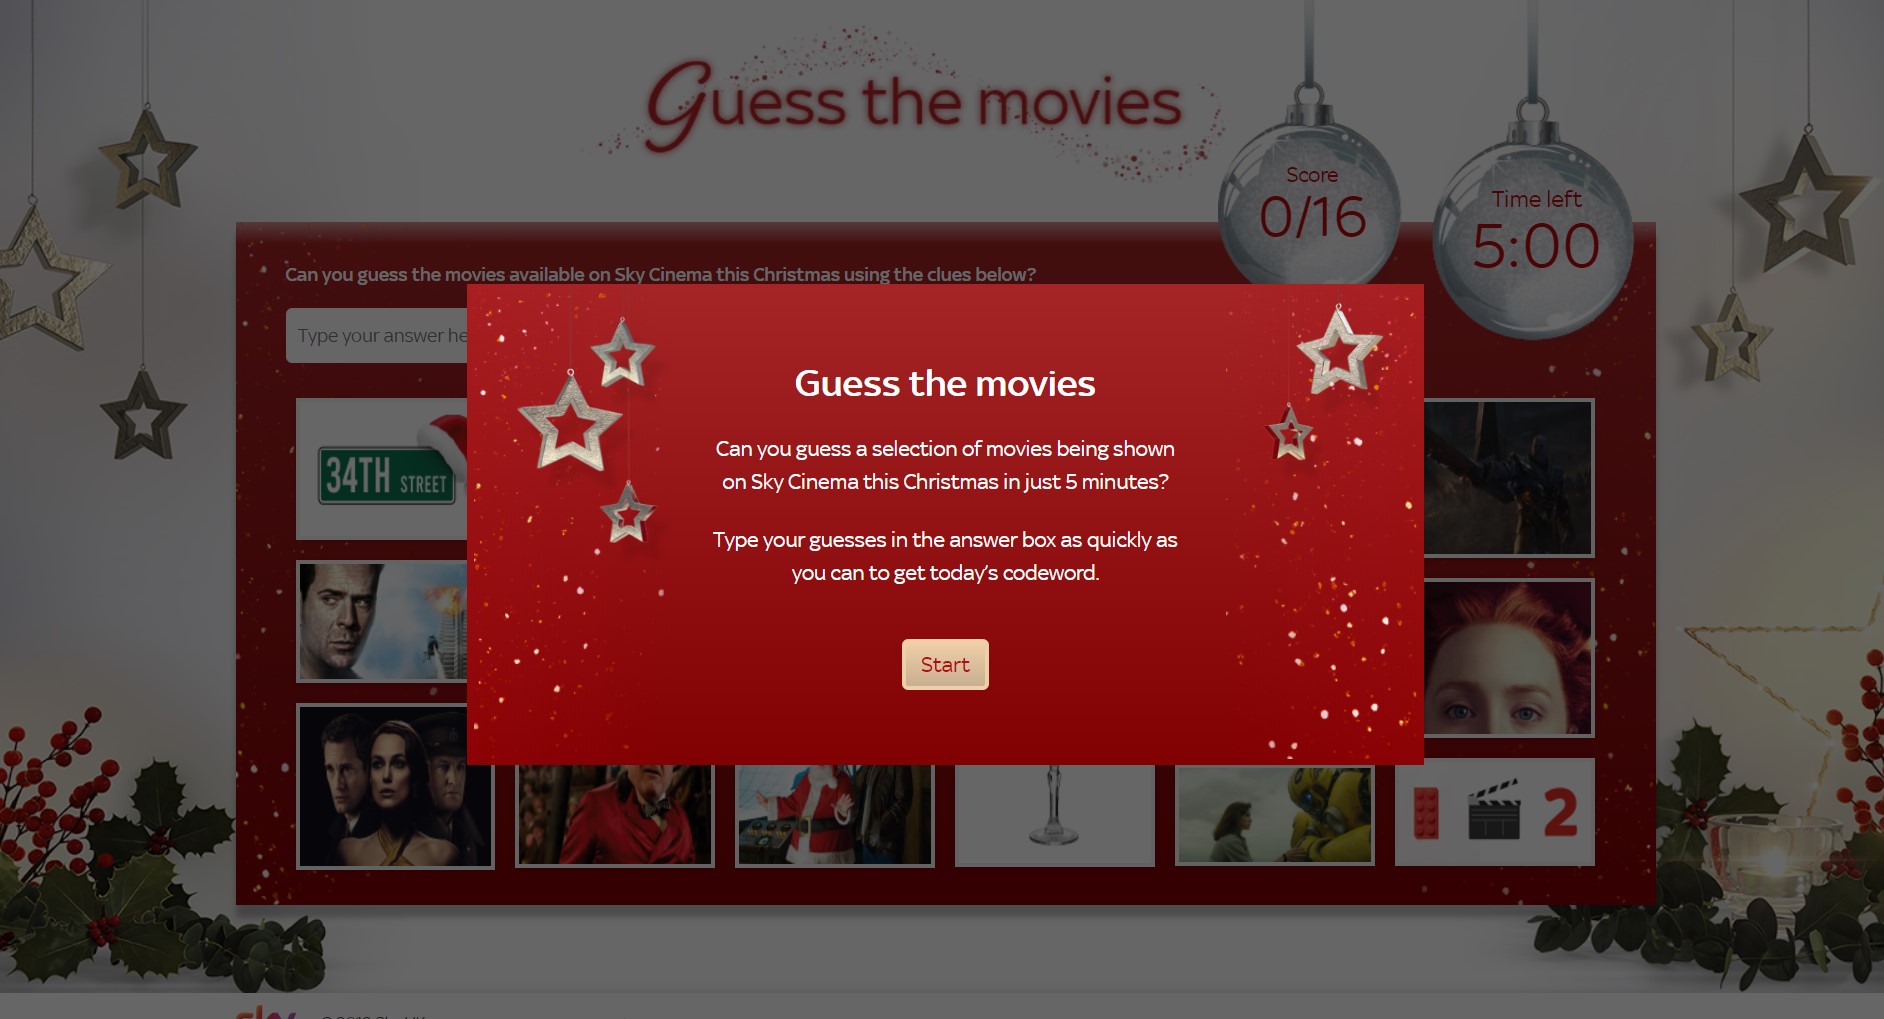 Guess the movies
Score
0/16
Time left
5:00
Can you guess the movies available on Sky Cinema this Christmas using the clues below?
Type your answer he
34TH STREET
Guess the movies
Can you guess a selection of movies being shown
on Sky Cinema this Christmas in just 5 minutes?
Type your guesses in the answer box as quickly as
you can to get today's codeword.
Start
2
sky